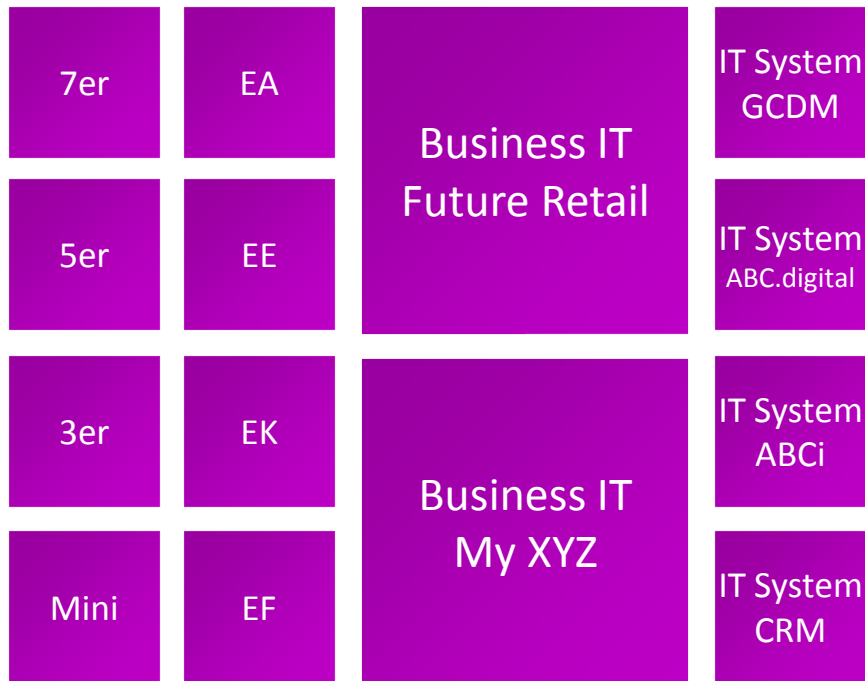 7er
EA
Business IT
Future Retail
IT System
GCDM
5er
EE
IT System
ABC.digital
3er
EK
Business IT
My XYZ
IT System
ABCi
Mini
EF
IT System
CRM